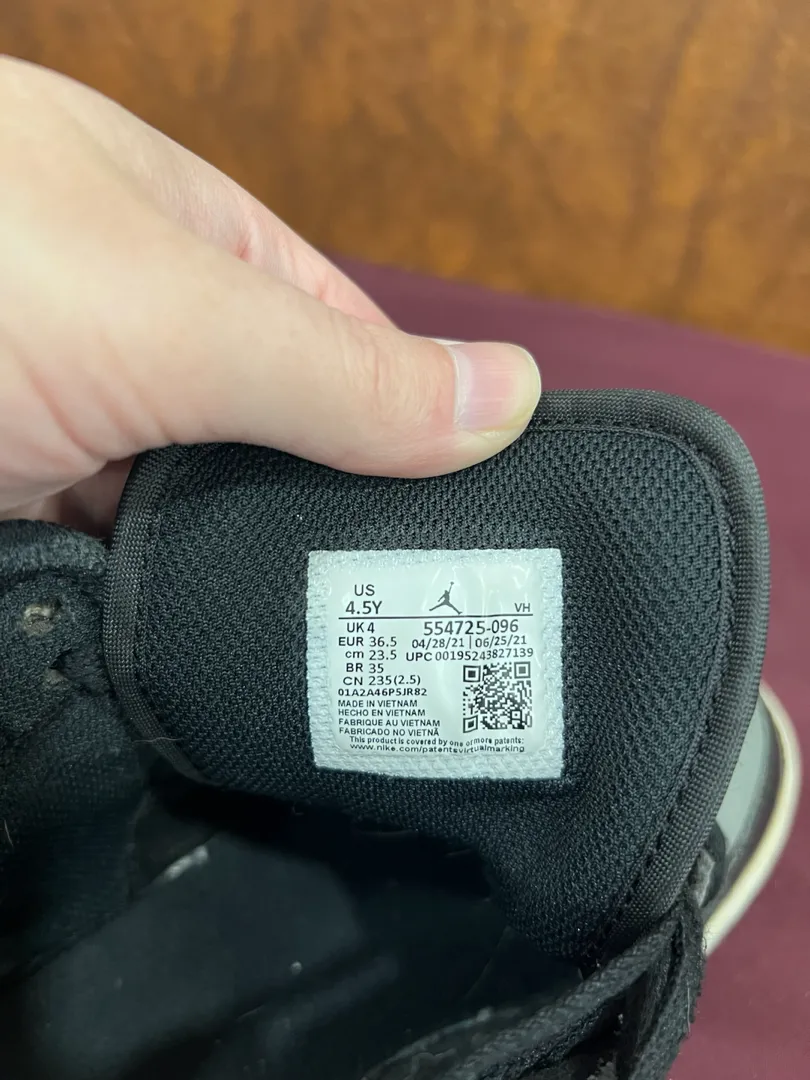 US
4.5Y
VH
UK 4
554725-096
EUR 36.5
04/28/21 | 06/25/21
cm 23.5
UPC 00195243827139
BR 35
CN 235(2.5)
01A2A46P5JR82
MADE IN VIETNAM
HECHO EN VIETNAM
FABRIQUE AU VIETNAM
FABRICADO NO VIETNÃ
This product is covered by one or more patents:
www.nike.com/patentsvirtualmarking